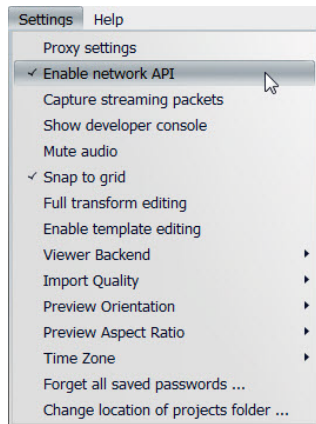 Settings Help
Proxy settings
✓ Enable network API
Capture streaming packets
Show developer console
Mute audio
✓ Snap to grid
Full transform editing
Enable template editing
Viewer Backend
Import Quality
Preview Orientation
Preview Aspect Ratio
Time Zone
Forget all saved passwords ...
Change location of projects folder ...